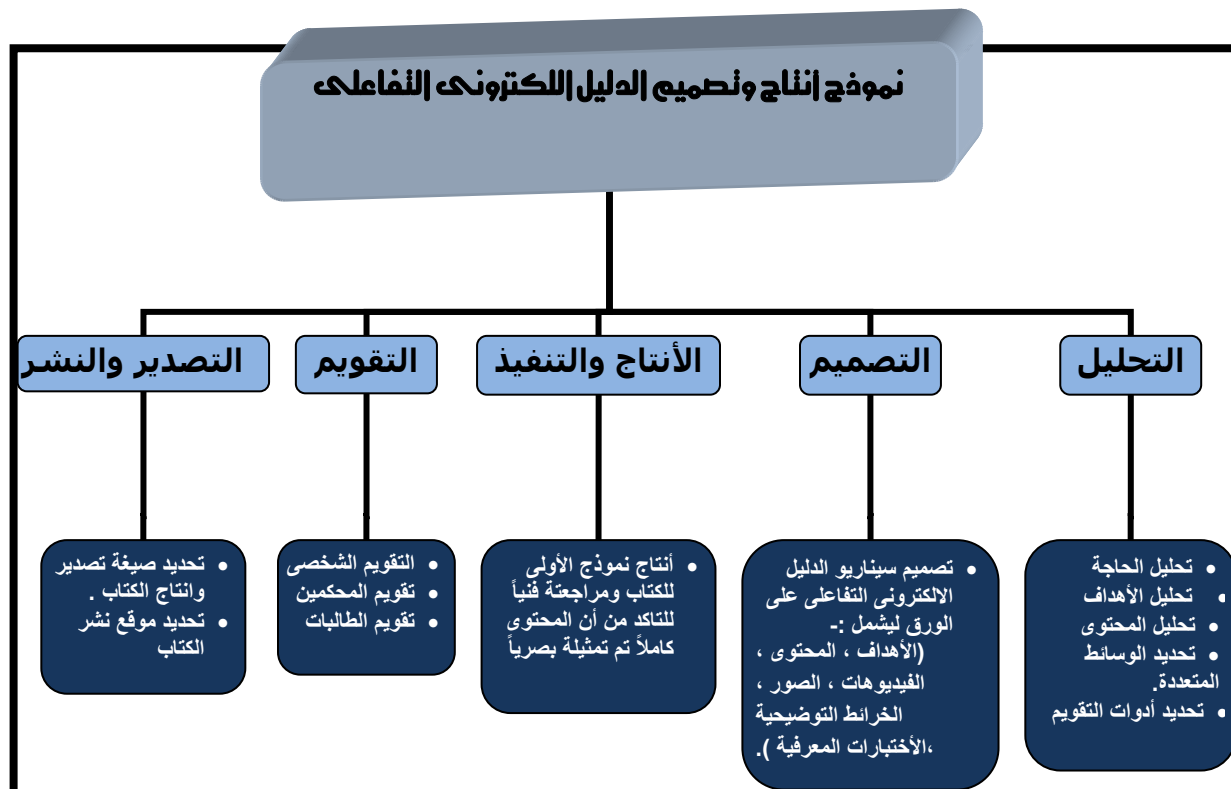 نموذج أنتاج وتصميم الدليل اللكترونى التفاعلى
التحليل
التصميم
الأنتاج والتنفيذ
التقويم
التصدير والنشر
• تحليل الحاجة
• تحليل الأهداف
• تحليل المحتوى
• تحديد الوسائط
المتعددة.
• تحديد أدوات التقويم
• تصميم سيناريو الدليل
الالكترونى التفاعلى على
الورق ليشمل :-
(الأهداف ، المحتوى ،
الفيديوهات ، الصور ،
الخرائط التوضيحية
،الأختبارات المعرفية ).
• أنتاج نموذج الأولى
للكتاب ومراجعتة فنياً
للتاكد من أن المحتوى
كاملاً تم تمثيلة بصرياً
• التقويم الشخصى
• تقويم المحكمين
• تقويم الطالبات
• تحديد صيغة تصدير
وانتاج الكتاب .
• تحديد موقع نشر
الكتاب